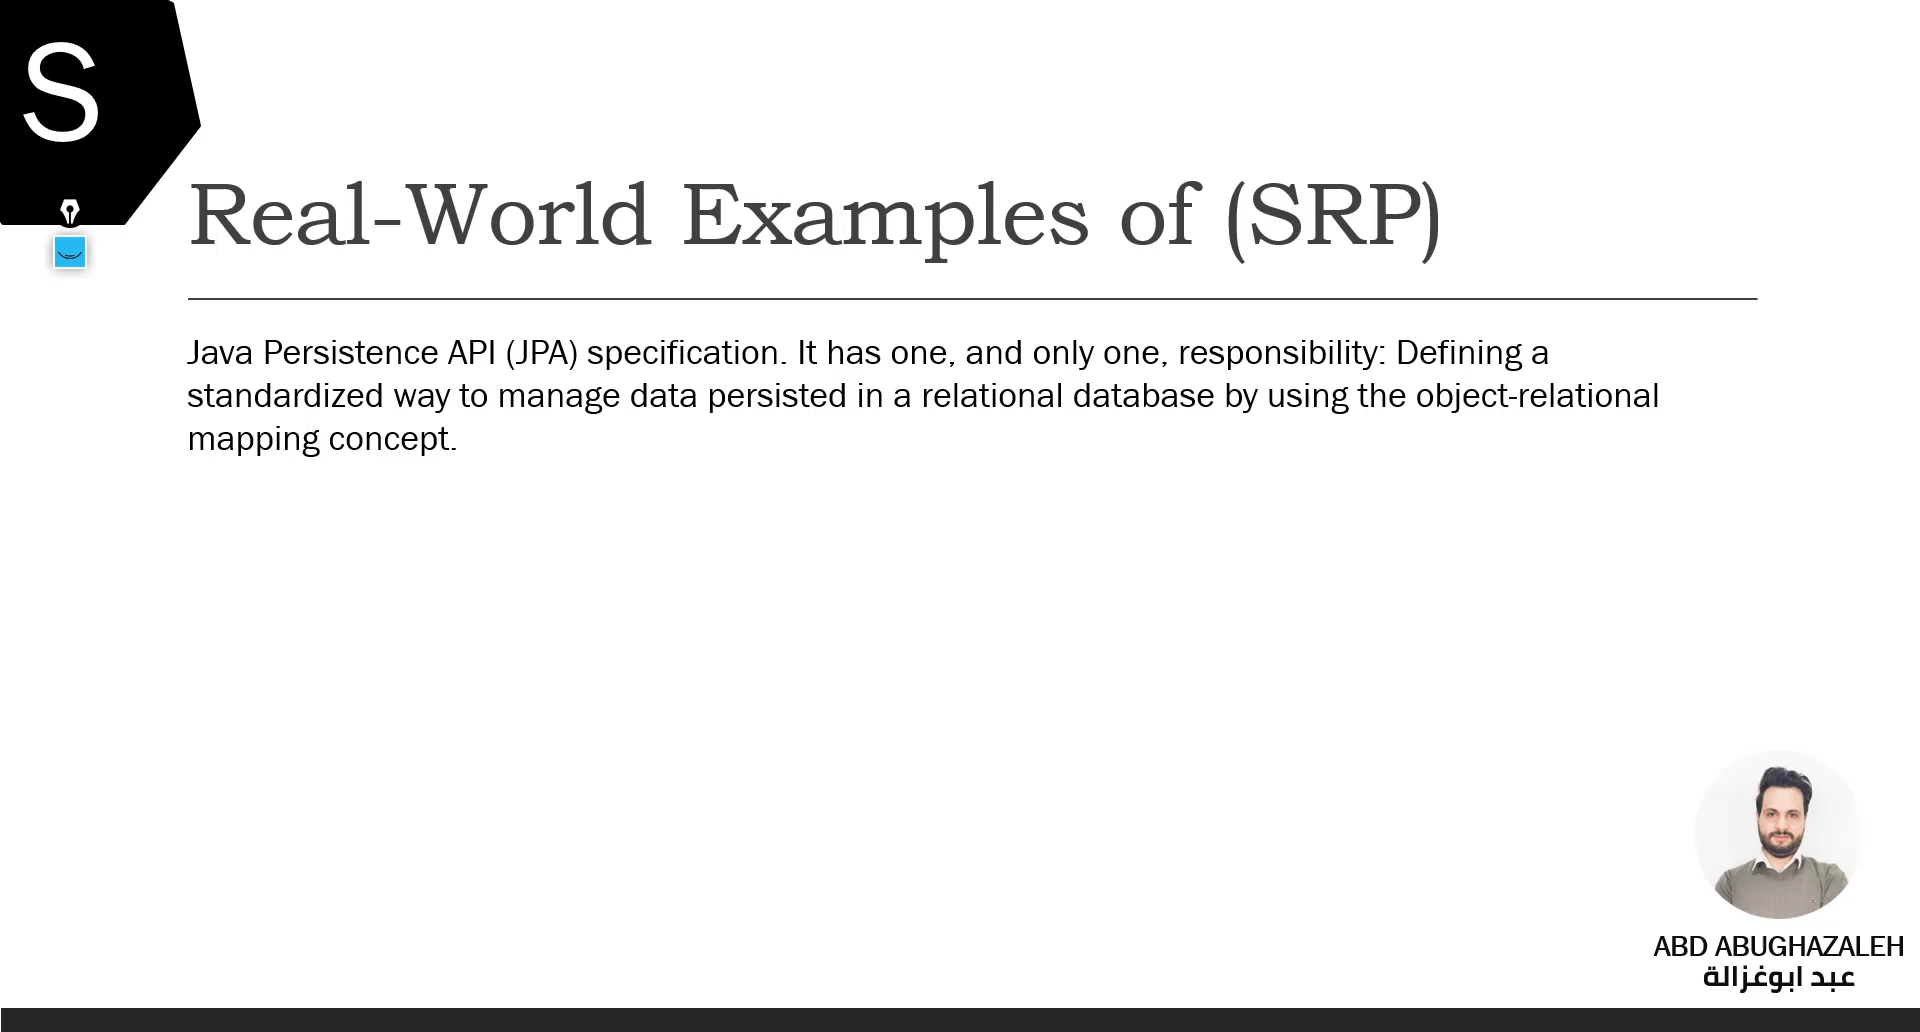 S
Real-World Examples of (SRP)
Java Persistence API (JPA) specification. It has one, and only one, responsibility: Defining a
standardized way to manage data persisted in a relational database by using the object-relational
mapping concept.
ABD ABUGHAZALEH
عبد ابوغزالة